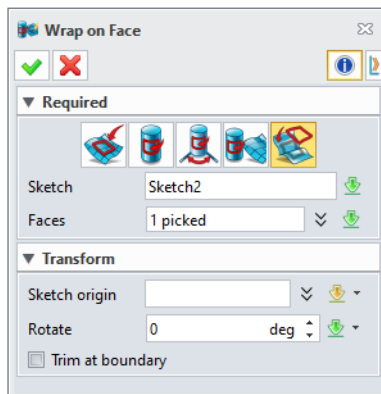 Wrap on Face
Required
Sketch Sketch2
Faces 1 picked
Transform
Sketch origin
Rotate 0 deg
Trim at boundary